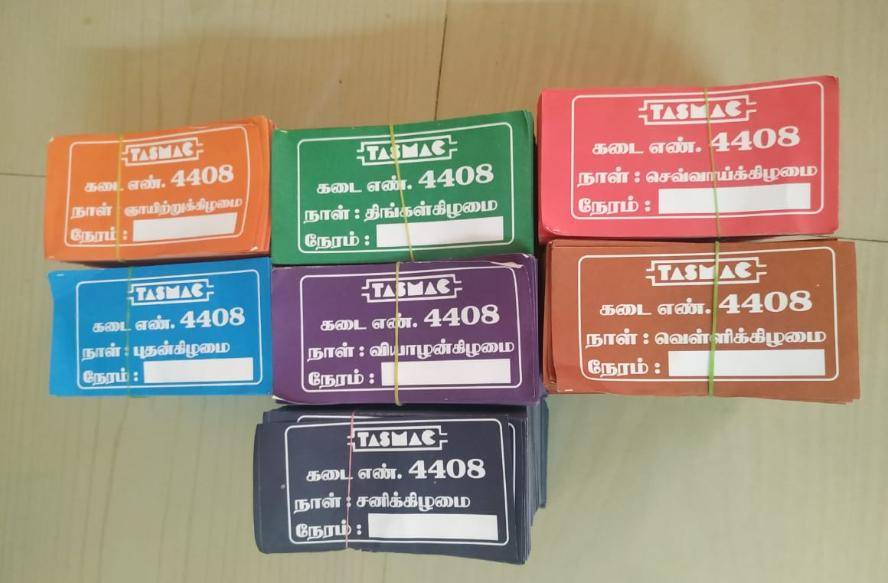 TASMAC
கடை எண். 4408
நாள் : ஞாயிற்றுக்கிழமை
நேரம் :
TASMAC
கடை எண். 4408
நாள் : திங்கள்கிழமை
நேரம் :
TASMAC
கடை எண். 4408
நாள் : செவ்வாய்க்கிழமை
நேரம் :
TASMAC
கடை எண். 4408
நாள் : புதன்கிழமை
நேரம் :
TASMAC
கடை எண். 4408
நாள் : வியாழன்கிழமை
நேரம் :
TASMAC
கடை எண். 4408
நாள் : வெள்ளிக்கிழமை
நேரம் :
TASMAC
கடை எண். 4408
நாள் : சனிக்கிழமை
நேரம் :